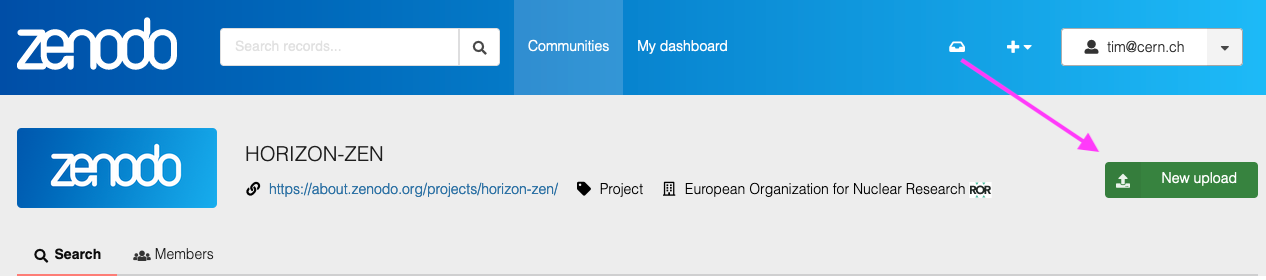 zenodo Search records... Communities My dashboard tim@cern.ch
zenodo
HORIZON-ZEN
https://about.zenodo.org/projects/horizon-zen/ Project European Organization for Nuclear Research ROR
New upload
Search Members